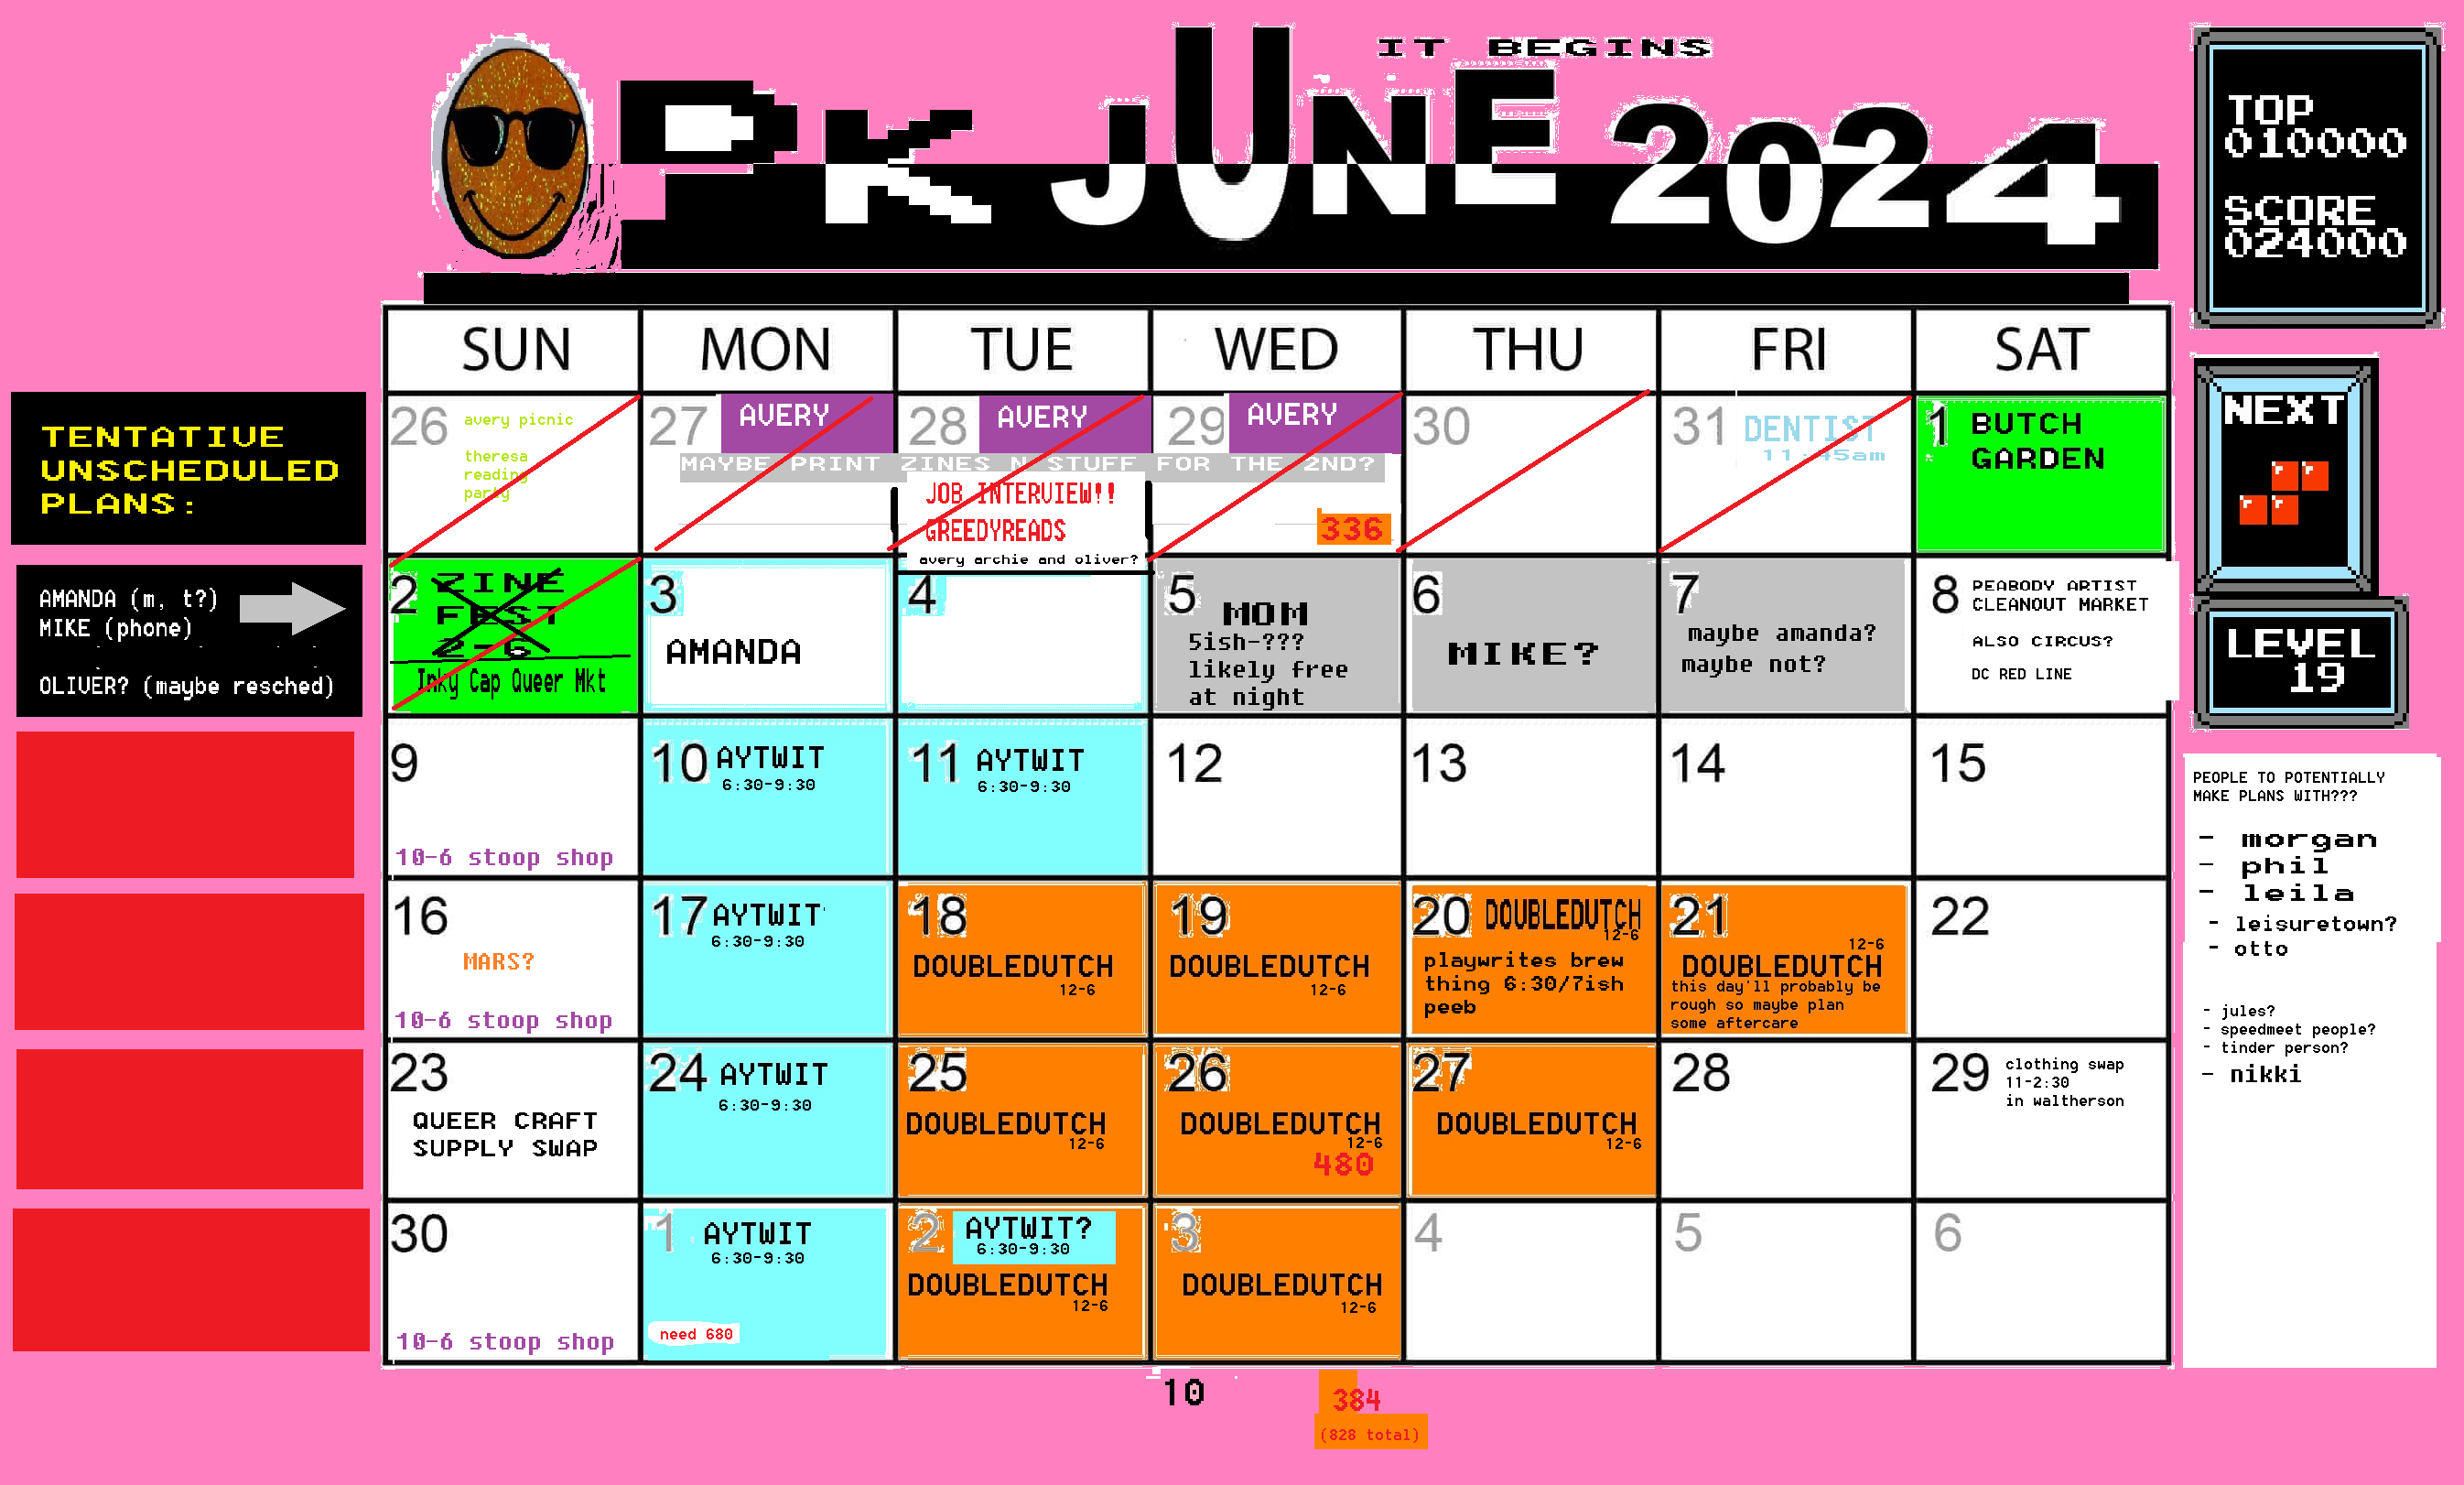 IT BEGINS
PK JUNE 2024
TOP
010000
SCORE
024000
NEXT
LEVEL
19
SUN MON TUE WED THU FRI SAT
TENTATIVE
UNSCHEDULED
PLANS:
AMANDA (m, t?)
MIKE (phone)
OLIVER? (maybe resched)
26 avery picnic
theresa
reading
party
27 AVERY
28 AVERY
29 AVERY
MAYBE PRINT ZINES N STUFF FOR THE 2ND?
JOB INTERVIEW!!
GREEDYREADS
avery archie and oliver?
336
30
31 DENTIST
11:45am
1 BUTCH
GARDEN
2 ZINE
FEST
2-6
Inky Cap Queer Mkt
3
AMANDA
4
5
MOM
5ish-???
likely free
at night
6
MIKE?
7
maybe amanda?
maybe not?
8 PEABODY ARTIST
CLEANOUT MARKET
ALSO CIRCUS?
DC RED LINE
9
10-6 stoop shop
10 AYTWIT
6:30-9:30
11 AYTWIT
6:30-9:30
12
13
14
15
16
MARS?
10-6 stoop shop
17 AYTWIT
6:30-9:30
18
DOUBLEDUTCH
12-6
19
DOUBLEDUTCH
12-6
20 DOUBLEDUTCH
12-6
playwrites brew
thing 6:30/7ish
peeb
21
12-6
DOUBLEDUTCH
this day'll probably be
rough so maybe plan
some aftercare
22
23
QUEER CRAFT
SUPPLY SWAP
24 AYTWIT
6:30-9:30
25
DOUBLEDUTCH
12-6
26
DOUBLEDUTCH
12-6
480
27
DOUBLEDUTCH
12-6
28
29 clothing swap
11-2:30
in waltherson
30
10-6 stoop shop
1 AYTWIT
6:30-9:30
need 680
2 AYTWIT?
6:30-9:30
DOUBLEDUTCH
12-6
3
DOUBLEDUTCH
12-6
4
5
6
10
384
(828 total)
PEOPLE TO POTENTIALLY
MAKE PLANS WITH???
- morgan
- phil
- leila
- leisuretown?
- otto
- jules?
- speedmeet people?
- tinder person?
- nikki